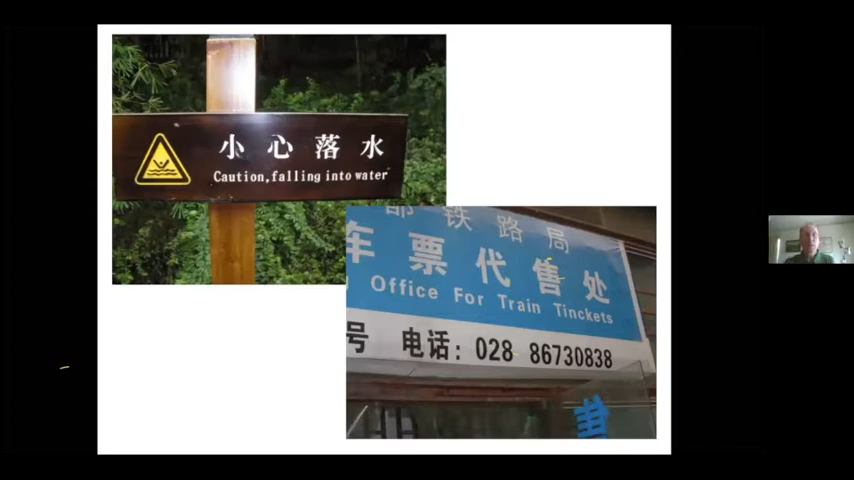 小心落水
Caution,falling into water
铁路局
车票代售处
Office For Train Tinckets
号 电话：028 86730838